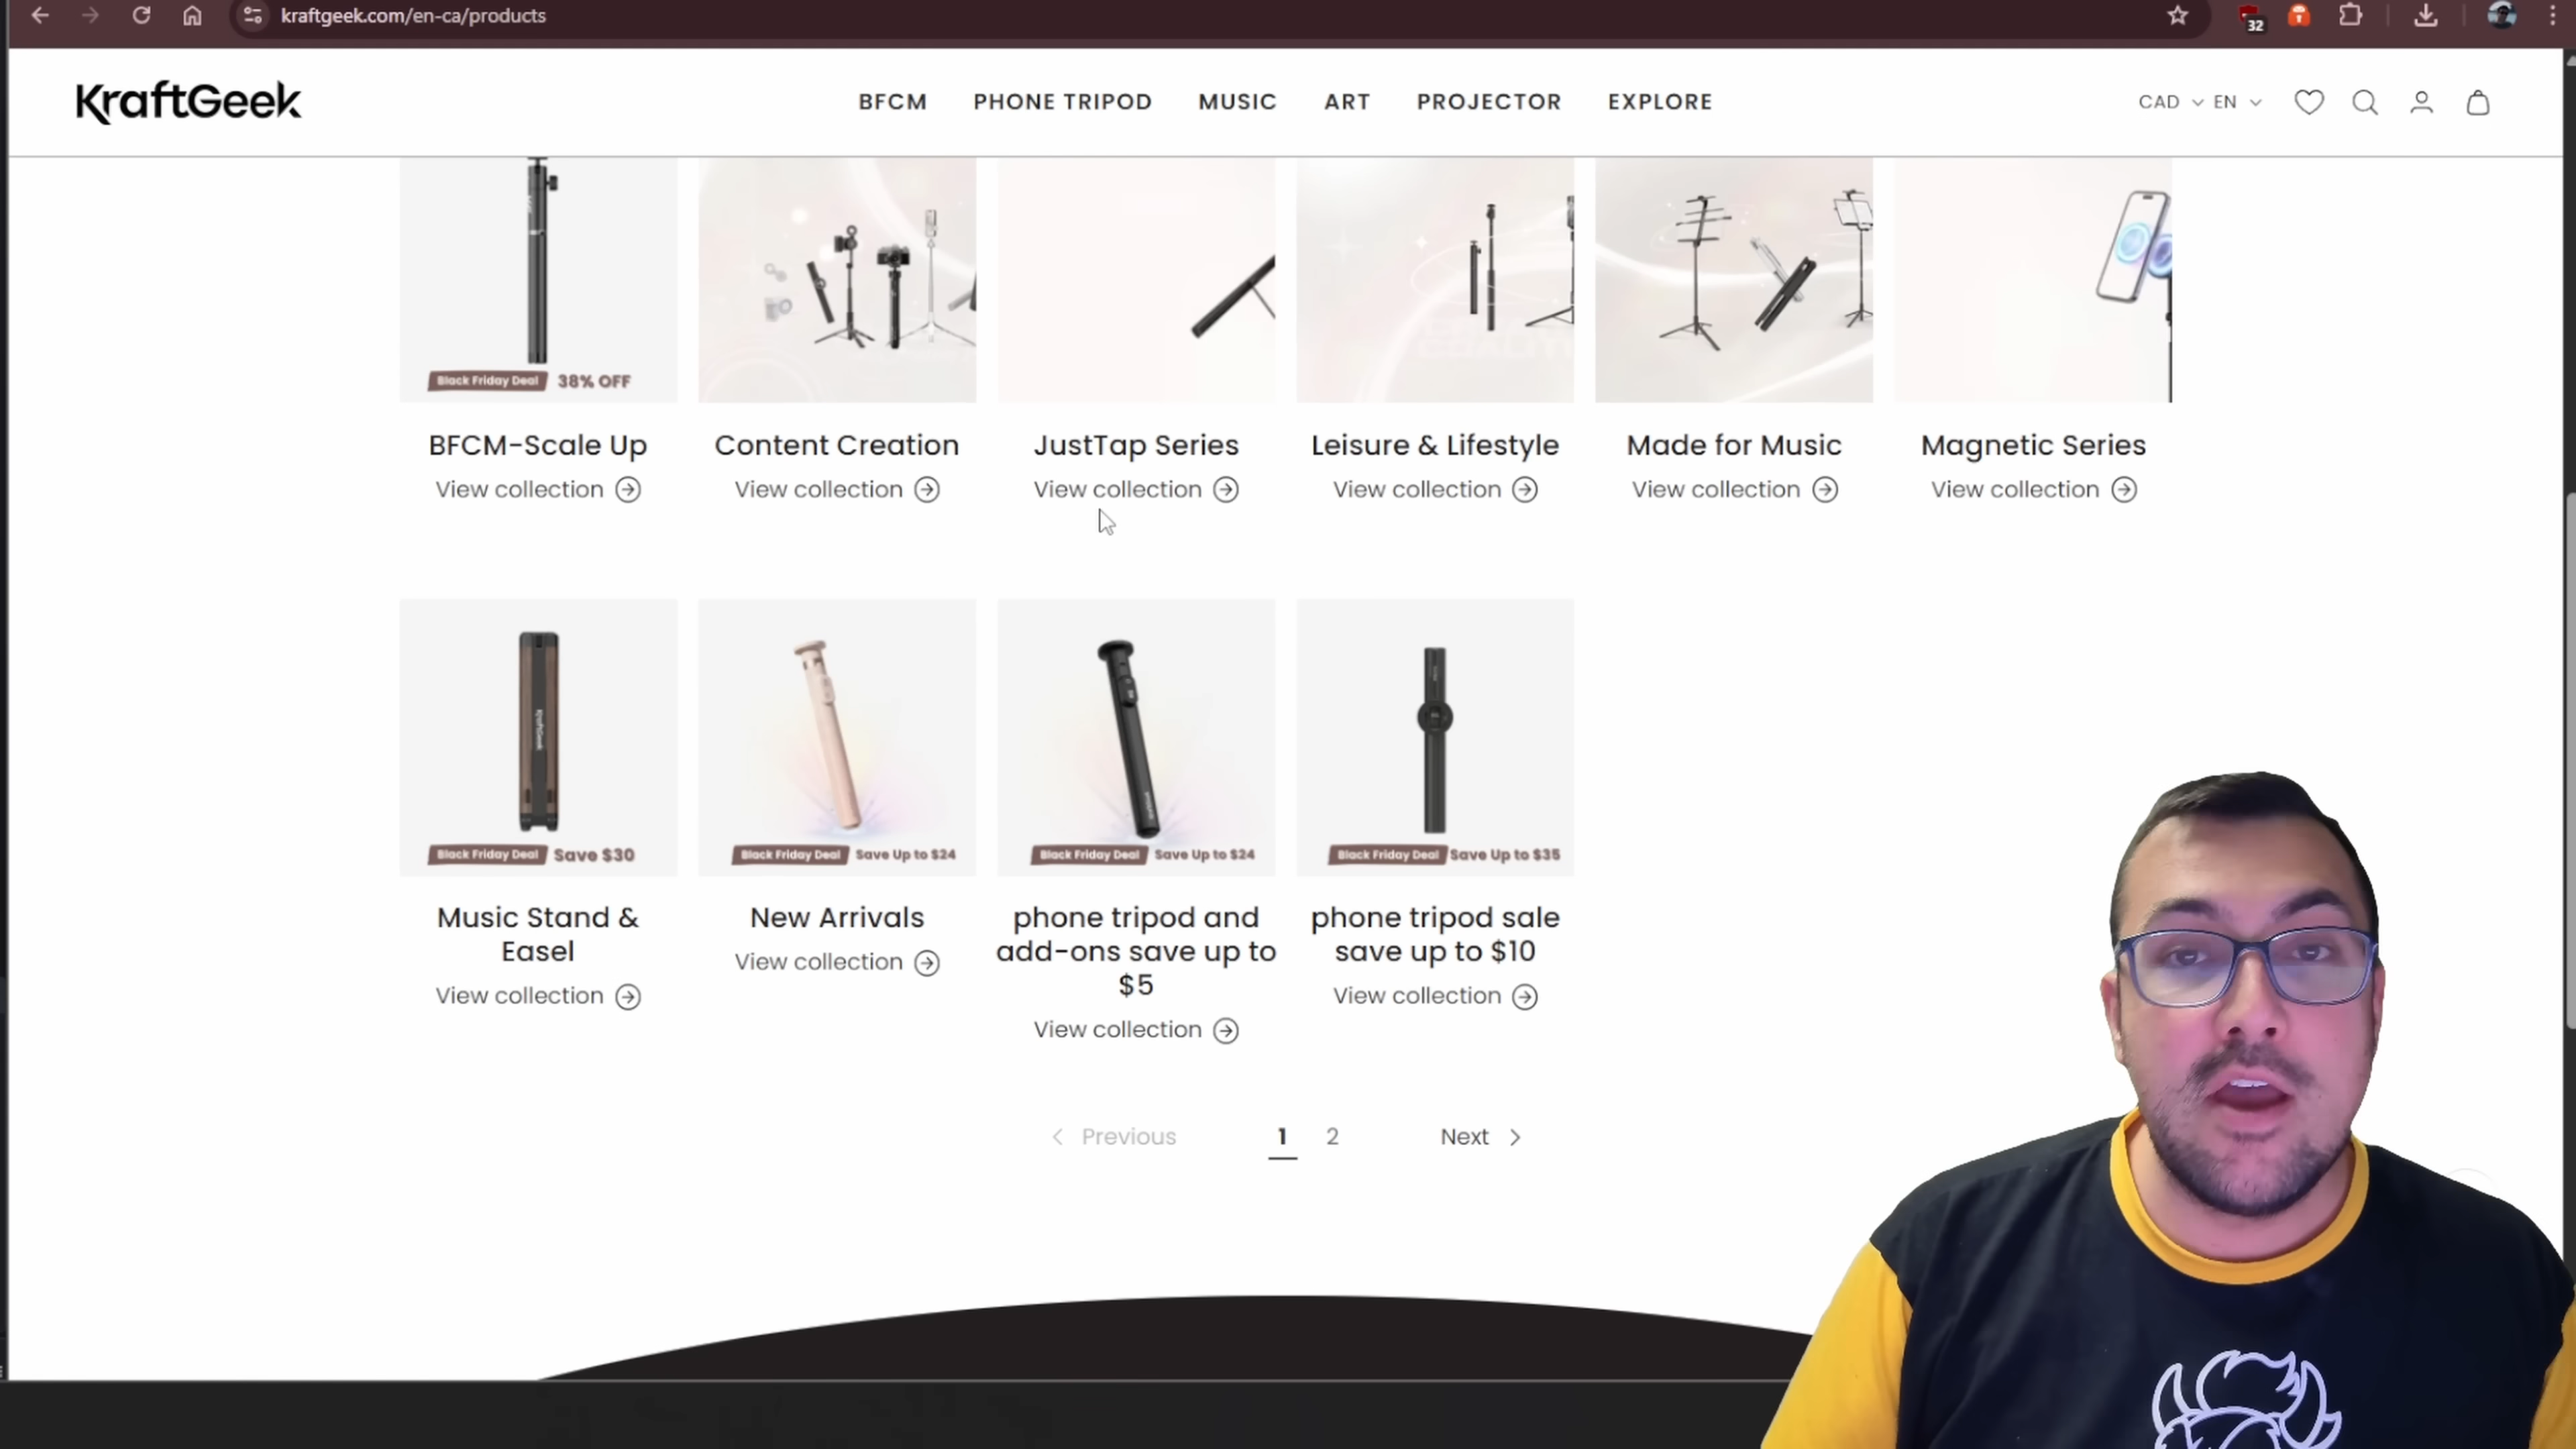 kraftgeek.com/en-ca/products
32
KraftGeek
BFCM PHONE TRIPOD MUSIC ART PROJECTOR EXPLORE
CAD EN
Black Friday Deal 38% OFF
BFCM-Scale Up
View collection
Content Creation
View collection
JustTap Series
View collection
Leisure & Lifestyle
View collection
Made for Music
View collection
Magnetic Series
View collection
KraftGeek
Black Friday Deal Save $30
Music Stand &
Easel
View collection
Black Friday Deal Save Up to $24
New Arrivals
View collection
Black Friday Deal Save Up to $24
phone tripod and
add-ons save up to
$5
View collection
Black Friday Deal Save Up to $35
phone tripod sale
save up to $10
View collection
Previous 1 2 Next